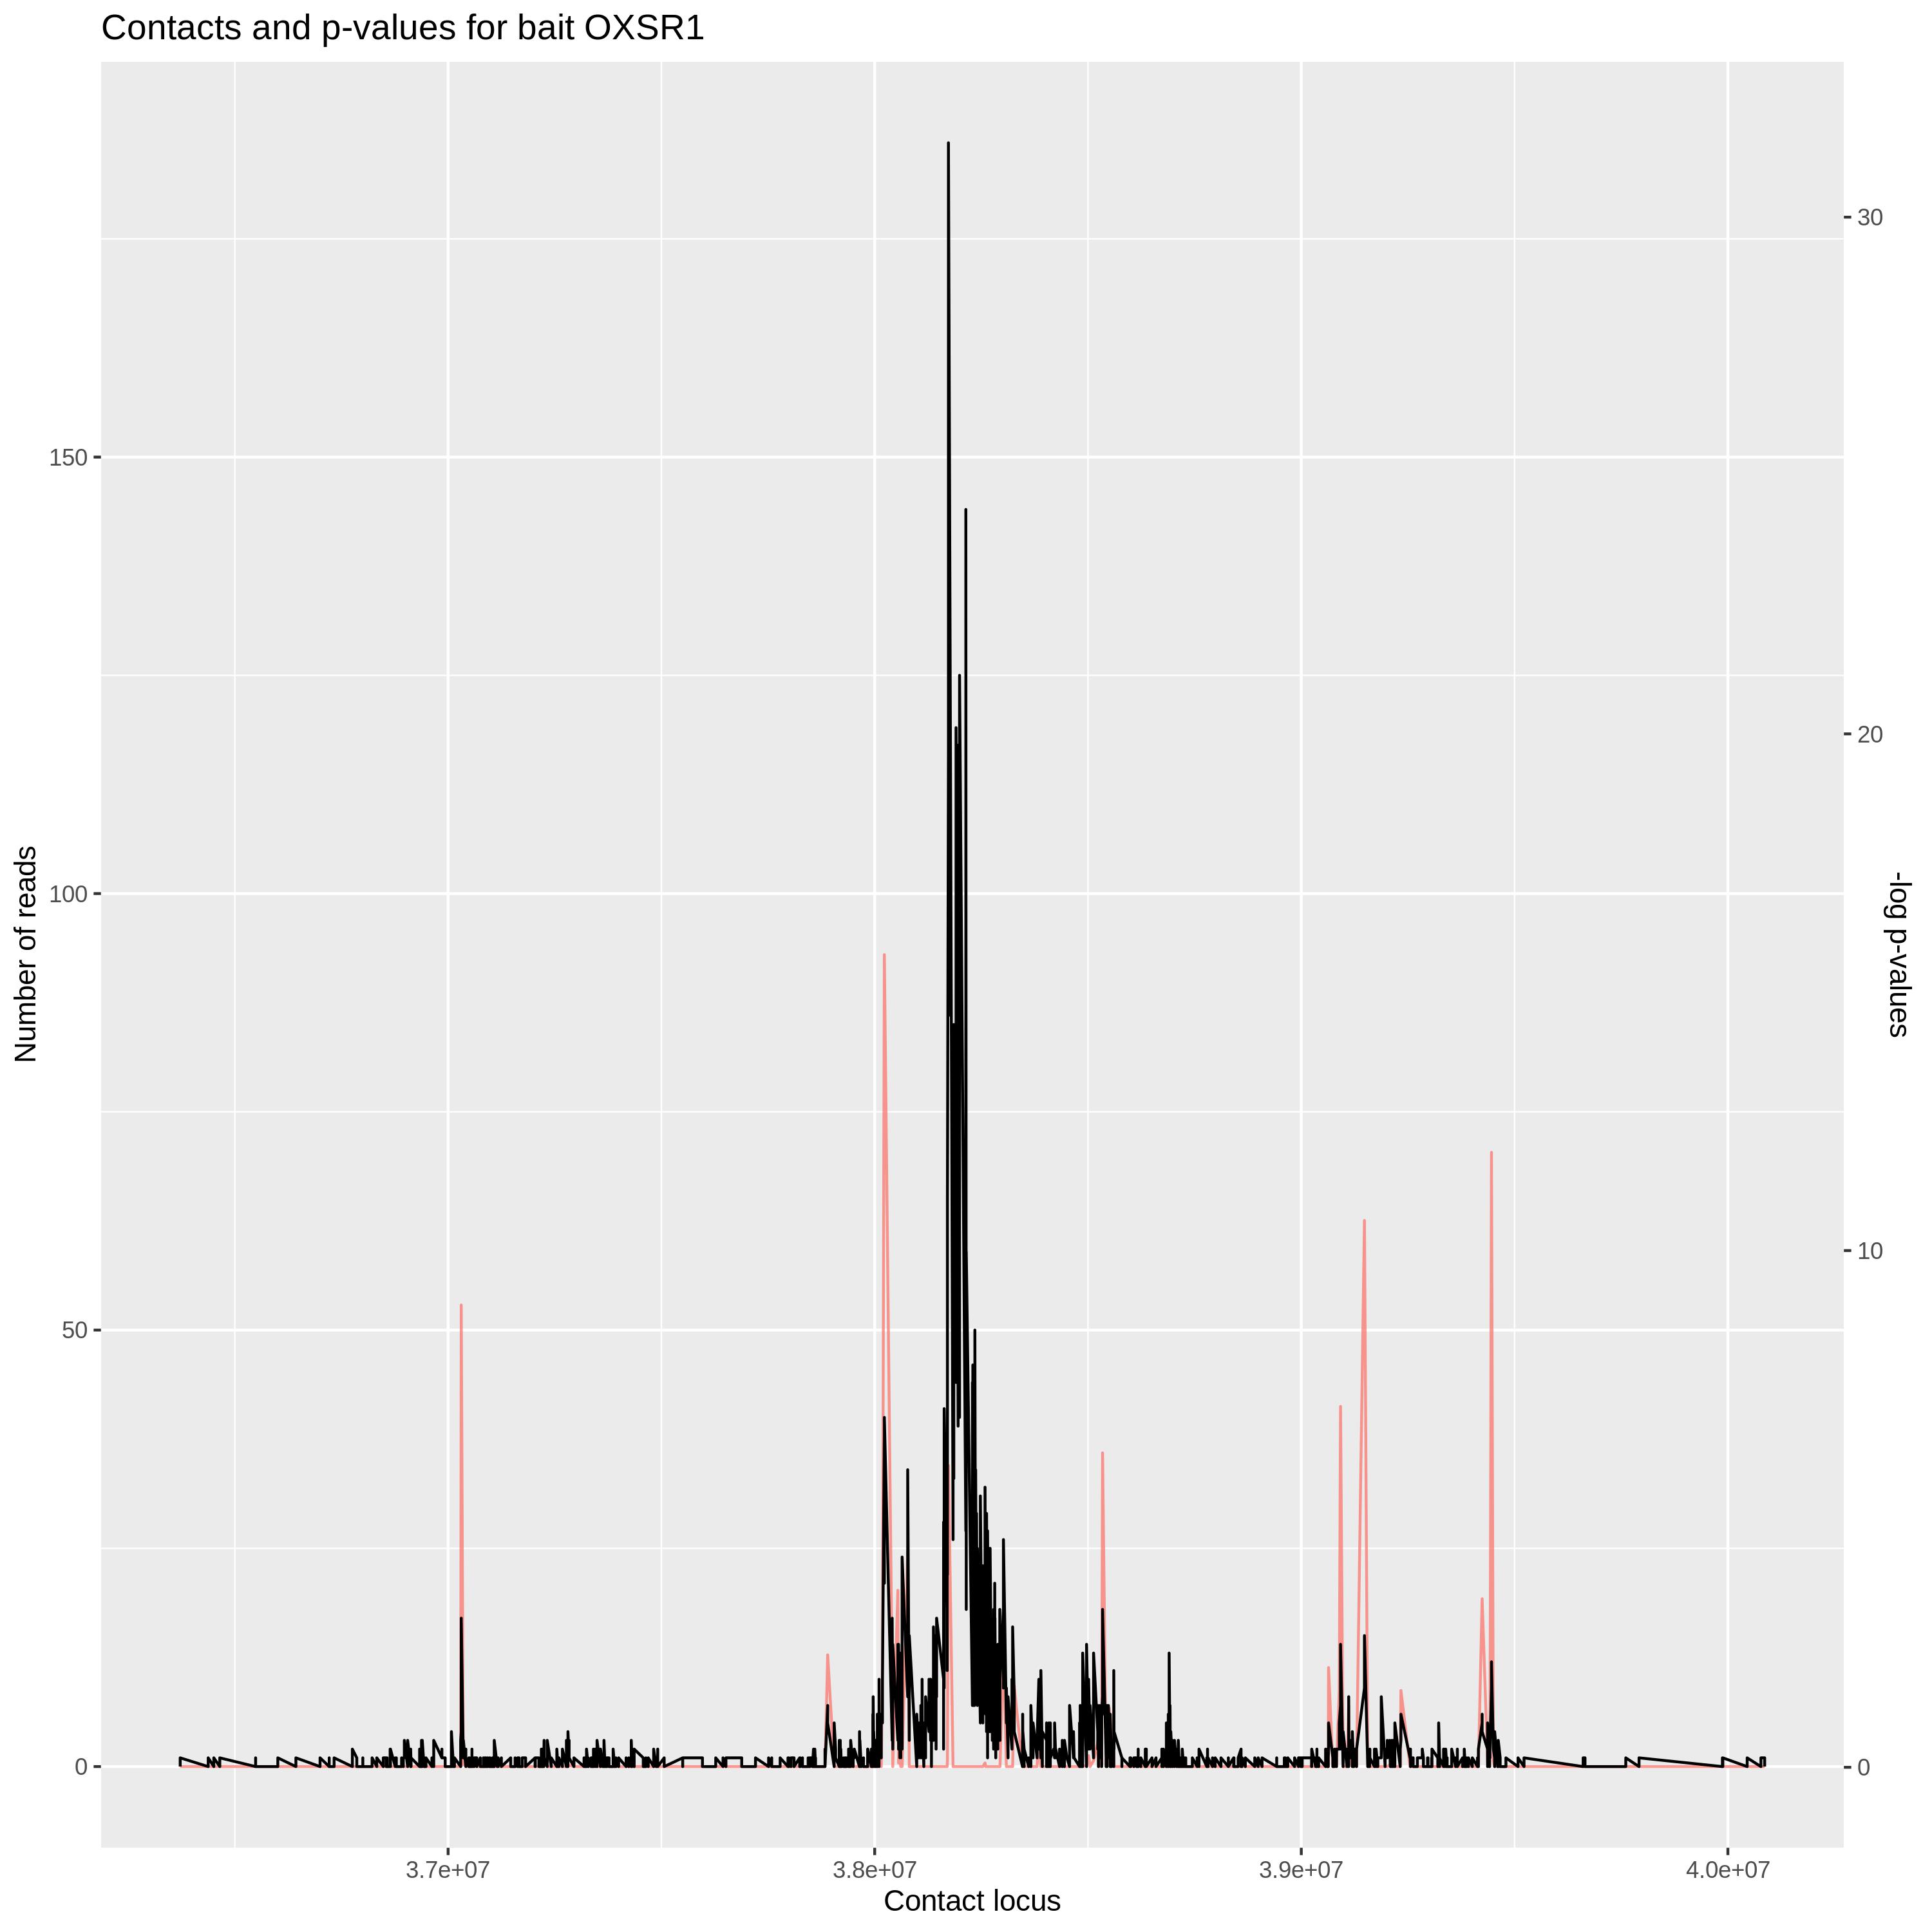 Contacts and p-values for bait OXSR1
Number of reads
150
100
50
0
30
20
10
0
-log p-values
3.7e+07
3.8e+07
3.9e+07
4.0e+07
Contact locus